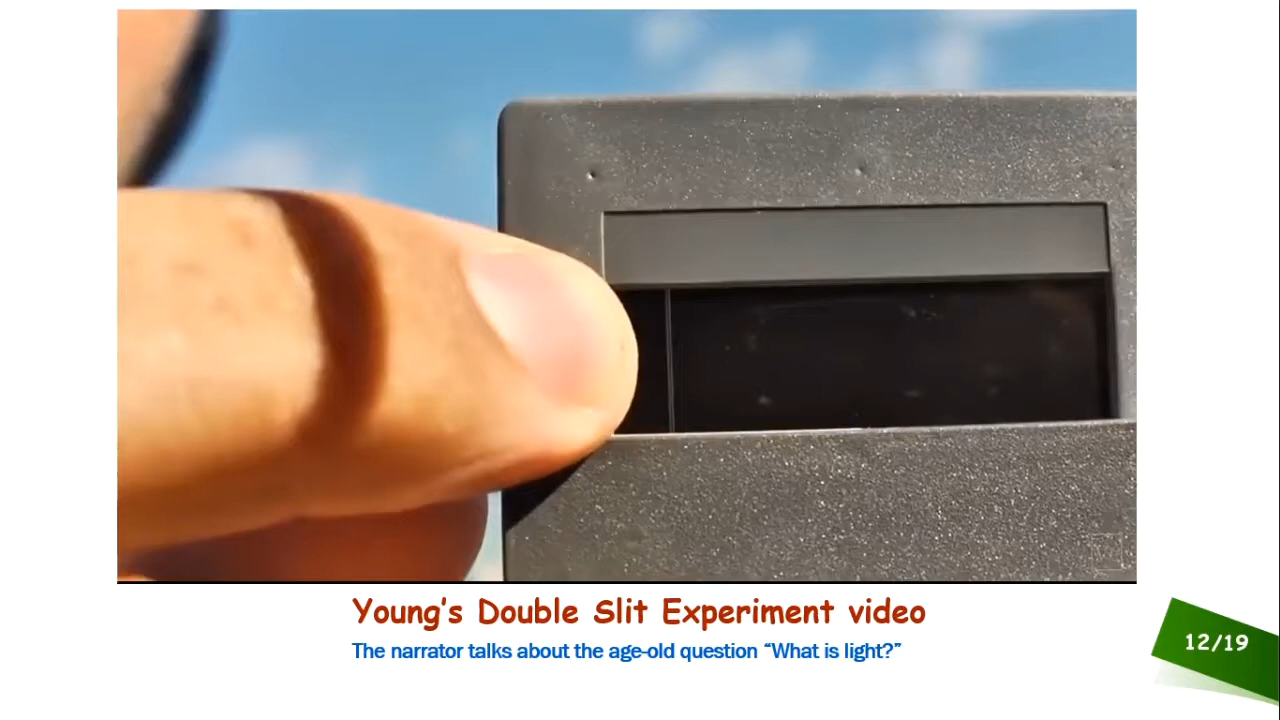 Young's Double Slit Experiment video
The narrator talks about the age-old question “What is light?”
12/19